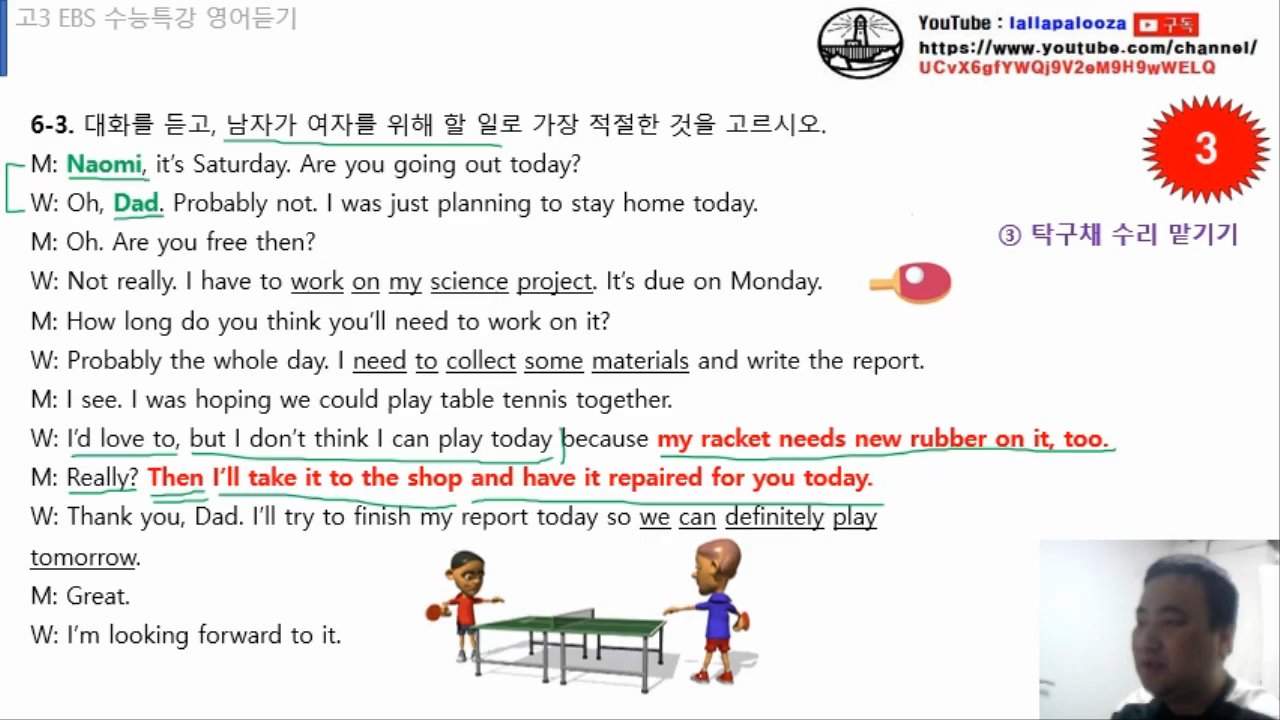 고3 EBS 수능특강 영어듣기
YouTube : lallapalooza 구독
https://www.youtube.com/channel/
UCvX6gfYWQj9V2eM9H9wWELQ
6-3. 대화를 듣고, 남자가 여자를 위해 할 일로 가장 적절한 것을 고르시오.
3
M: Naomi, it's Saturday. Are you going out today?
W: Oh, Dad. Probably not. I was just planning to stay home today.
③ 탁구채 수리 맡기기
M: Oh. Are you free then?
W: Not really. I have to work on my science project. It's due on Monday.
M: How long do you think you'll need to work on it?
W: Probably the whole day. I need to collect some materials and write the report.
M: I see. I was hoping we could play table tennis together.
W: I'd love to, but I don't think I can play today because my racket needs new rubber on it, too.
M: Really? Then I'll take it to the shop and have it repaired for you today.
W: Thank you, Dad. I'll try to finish my report today so we can definitely play
tomorrow.
M: Great.
W: I'm looking forward to it.